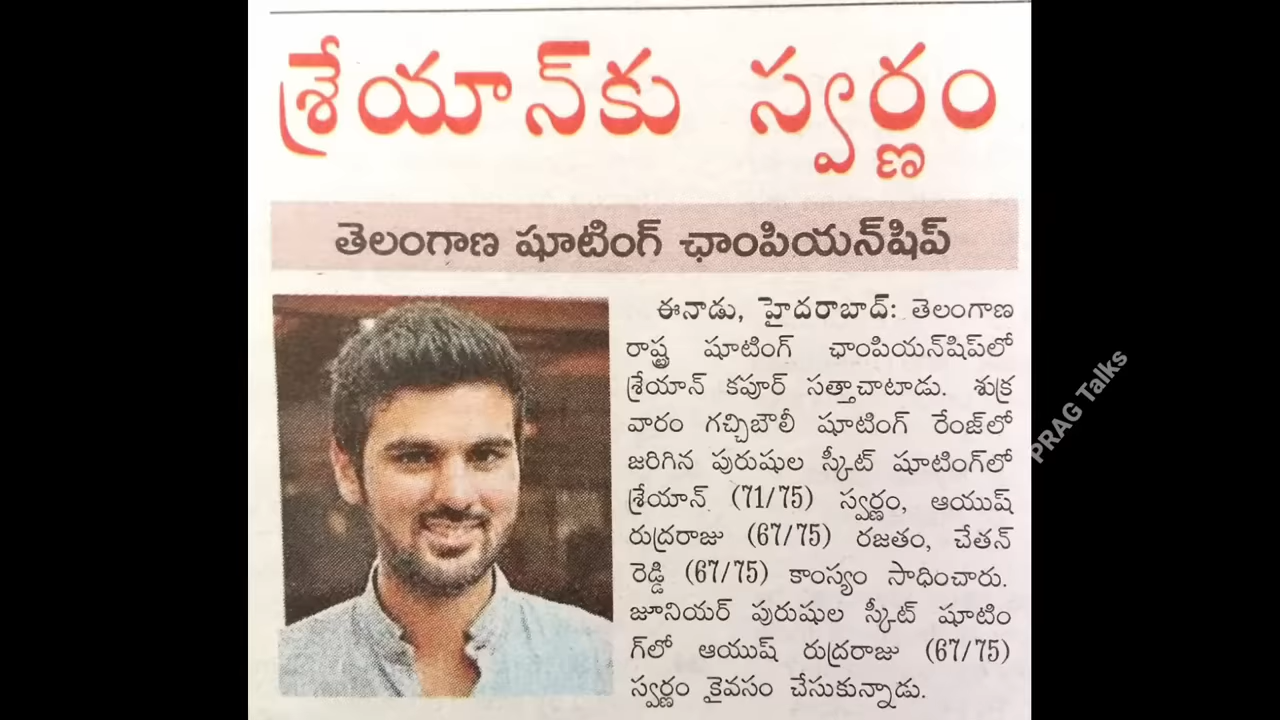 శ్రేయాన్‌కు స్వర్ణం
తెలంగాణ షూటింగ్ ఛాంపియన్‌షిప్
ఈనాడు, హైదరాబాద్: తెలంగాణ
రాష్ట్ర షూటింగ్ ఛాంపియన్‌షిప్‌లో
శ్రేయాన్ కపూర్ సత్తాచాటాడు. శుక్ర
వారం గచ్చిబౌలీ షూటింగ్ రేంజ్‌లో
జరిగిన పురుషుల స్కీట్ షూటింగ్‌లో
శ్రేయాన్ (71/75) స్వర్ణం, ఆయుష్
రుద్రరాజు (67/75) రజతం, చేతన్
రెడ్డి (67/75) కాంస్యం సాధించారు.
జూనియర్ పురుషుల స్కీట్ షూటిం
గ్‌లో ఆయుష్ రుద్రరాజు (67/75)
స్వర్ణం కైవసం చేసుకున్నాడు.
PRAG Talks